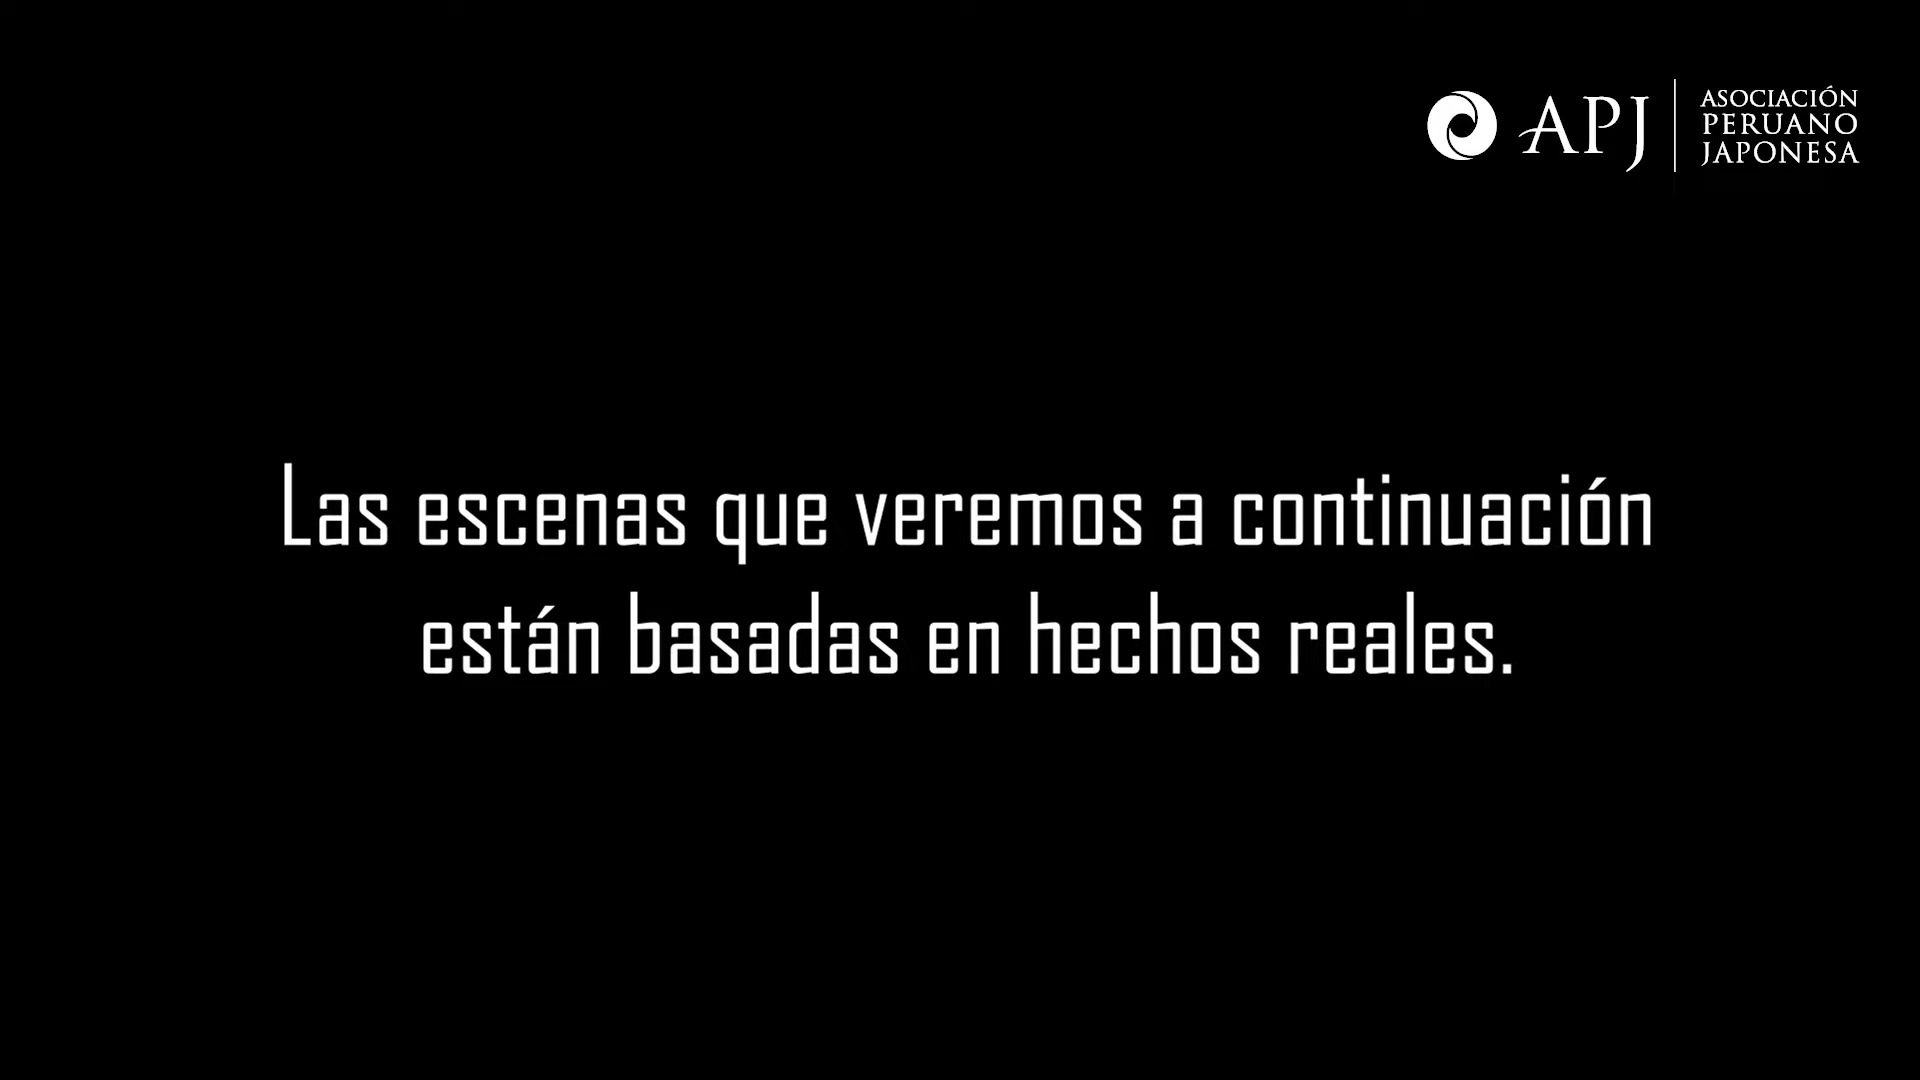 APJ
ASOCIACIÓN
PERUANO
JAPONESA
Las escenas que veremos a continuación
están basadas en hechos reales.